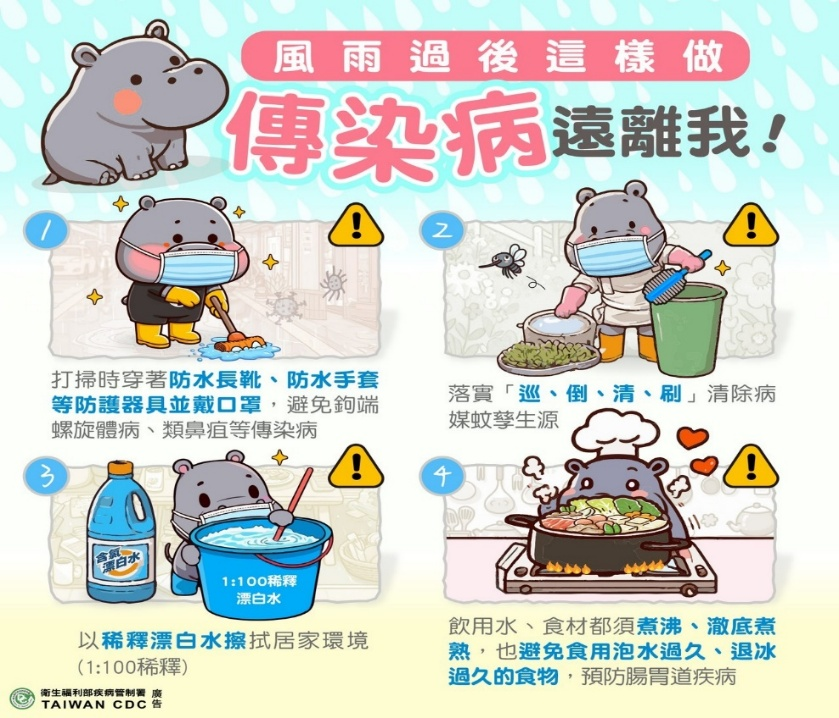 風雨過後這樣做
傳染病遠離我！
1
打掃時穿著防水長靴、防水手套
等防護器具並戴口罩，避免鉤端
螺旋體病、類鼻疽等傳染病
2
落實「巡、倒、清、刷」清除病
媒蚊孳生源
3
含氯
漂白水
1:100稀釋
漂白水
以稀釋漂白水擦拭居家環境
(1:100稀釋)
4
飲用水、食材都須煮沸、澈底煮
熟，也避免食用泡水過久、退冰
過久的食物，預防腸胃道疾病
衛生福利部疾病管制署
TAIWAN CDC
廣告